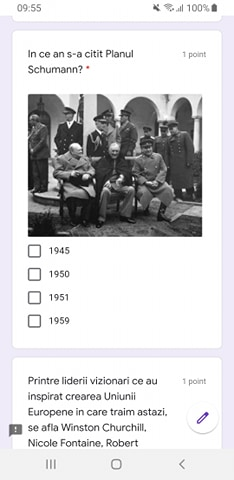 09:55
100%
In ce an s-a citit Planul
1 point
Schumann? *
1945
1950
1951
1959
Printre liderii vizionari ce au
1 point
inspirat crearea Uniunii
Europene in care traim astazi,
se afla Winston Churchill,
Nicole Fontaine, Robert